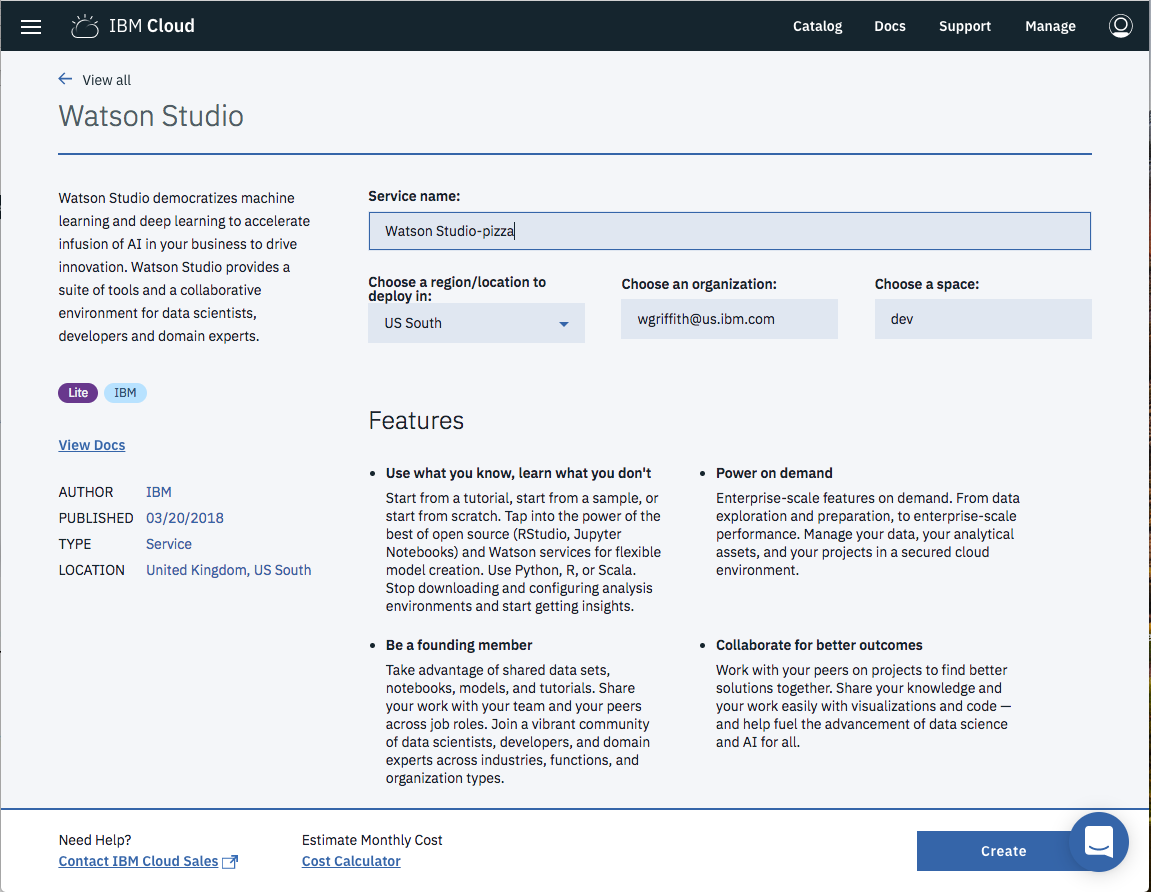 IBM Cloud
Catalog
Docs
Support
Manage
View all
Watson Studio
Watson Studio democratizes machine
learning and deep learning to accelerate
infusion of AI in your business to drive
innovation. Watson Studio provides a
suite of tools and a collaborative
environment for data scientists,
developers and domain experts.
Lite
IBM
View Docs
AUTHOR IBM
PUBLISHED 03/20/2018
TYPE Service
LOCATION United Kingdom, US South
Service name:
Watson Studio-pizza
Choose a region/location to
deploy in:
US South
Choose an organization:
wgriffith@us.ibm.com
Choose a space:
dev
Features
• Use what you know, learn what you don't
Start from a tutorial, start from a sample, or
start from scratch. Tap into the power of the
best of open source (RStudio, Jupyter
Notebooks) and Watson services for flexible
model creation. Use Python, R, or Scala.
Stop downloading and configuring analysis
environments and start getting insights.
• Power on demand
Enterprise-scale features on demand. From data
exploration and preparation, to enterprise-scale
performance. Manage your data, your analytical
assets, and your projects in a secured cloud
environment.
• Be a founding member
Take advantage of shared data sets,
notebooks, models, and tutorials. Share
your work with your team and your peers
across job roles. Join a vibrant community
of data scientists, developers, and domain
experts across industries, functions, and
organization types.
• Collaborate for better outcomes
Work with your peers on projects to find better
solutions together. Share your knowledge and
your work easily with visualizations and code —
and help fuel the advancement of data science
and AI for all.
Need Help?
Contact IBM Cloud Sales
Estimate Monthly Cost
Cost Calculator
Create